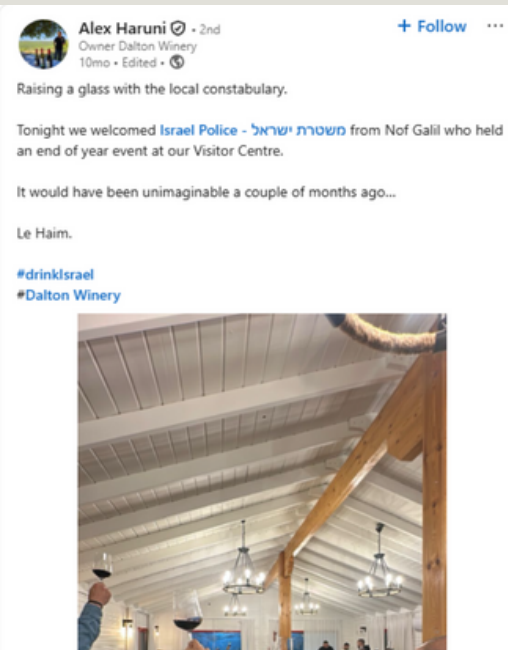 Alex Haruni • 2nd
+ Follow
Owner Dalton Winery
10mo • Edited •
Raising a glass with the local constabulary.
Tonight we welcomed Israel Police - משטרת ישראל from Nof Galil who held
an end of year event at our Visitor Centre.
It would have been unimaginable a couple of months ago...
Le Haim.
#drinkIsrael
#Dalton Winery